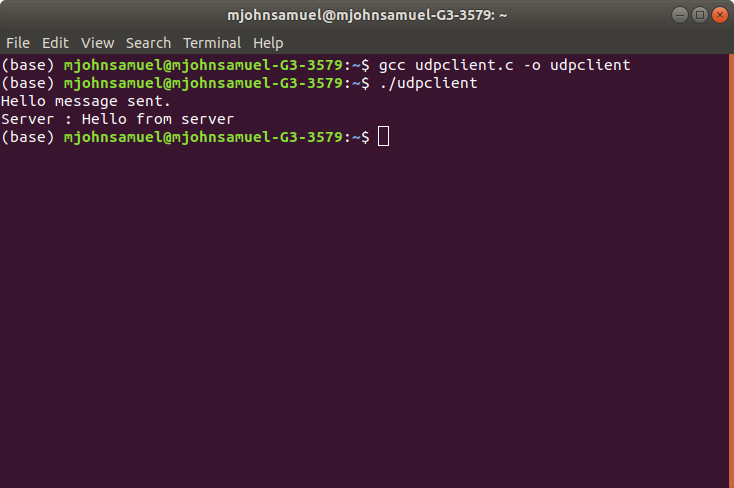 mjohnsamuel@mjohnsamuel-G3-3579: ~
File Edit View Search Terminal Help
(base) mjohnsamuel@mjohnsamuel-G3-3579:~$ gcc udpclient.c -o udpclient
(base) mjohnsamuel@mjohnsamuel-G3-3579:~$ ./udpclient
Hello message sent.
Server : Hello from server
(base) mjohnsamuel@mjohnsamuel-G3-3579:~$